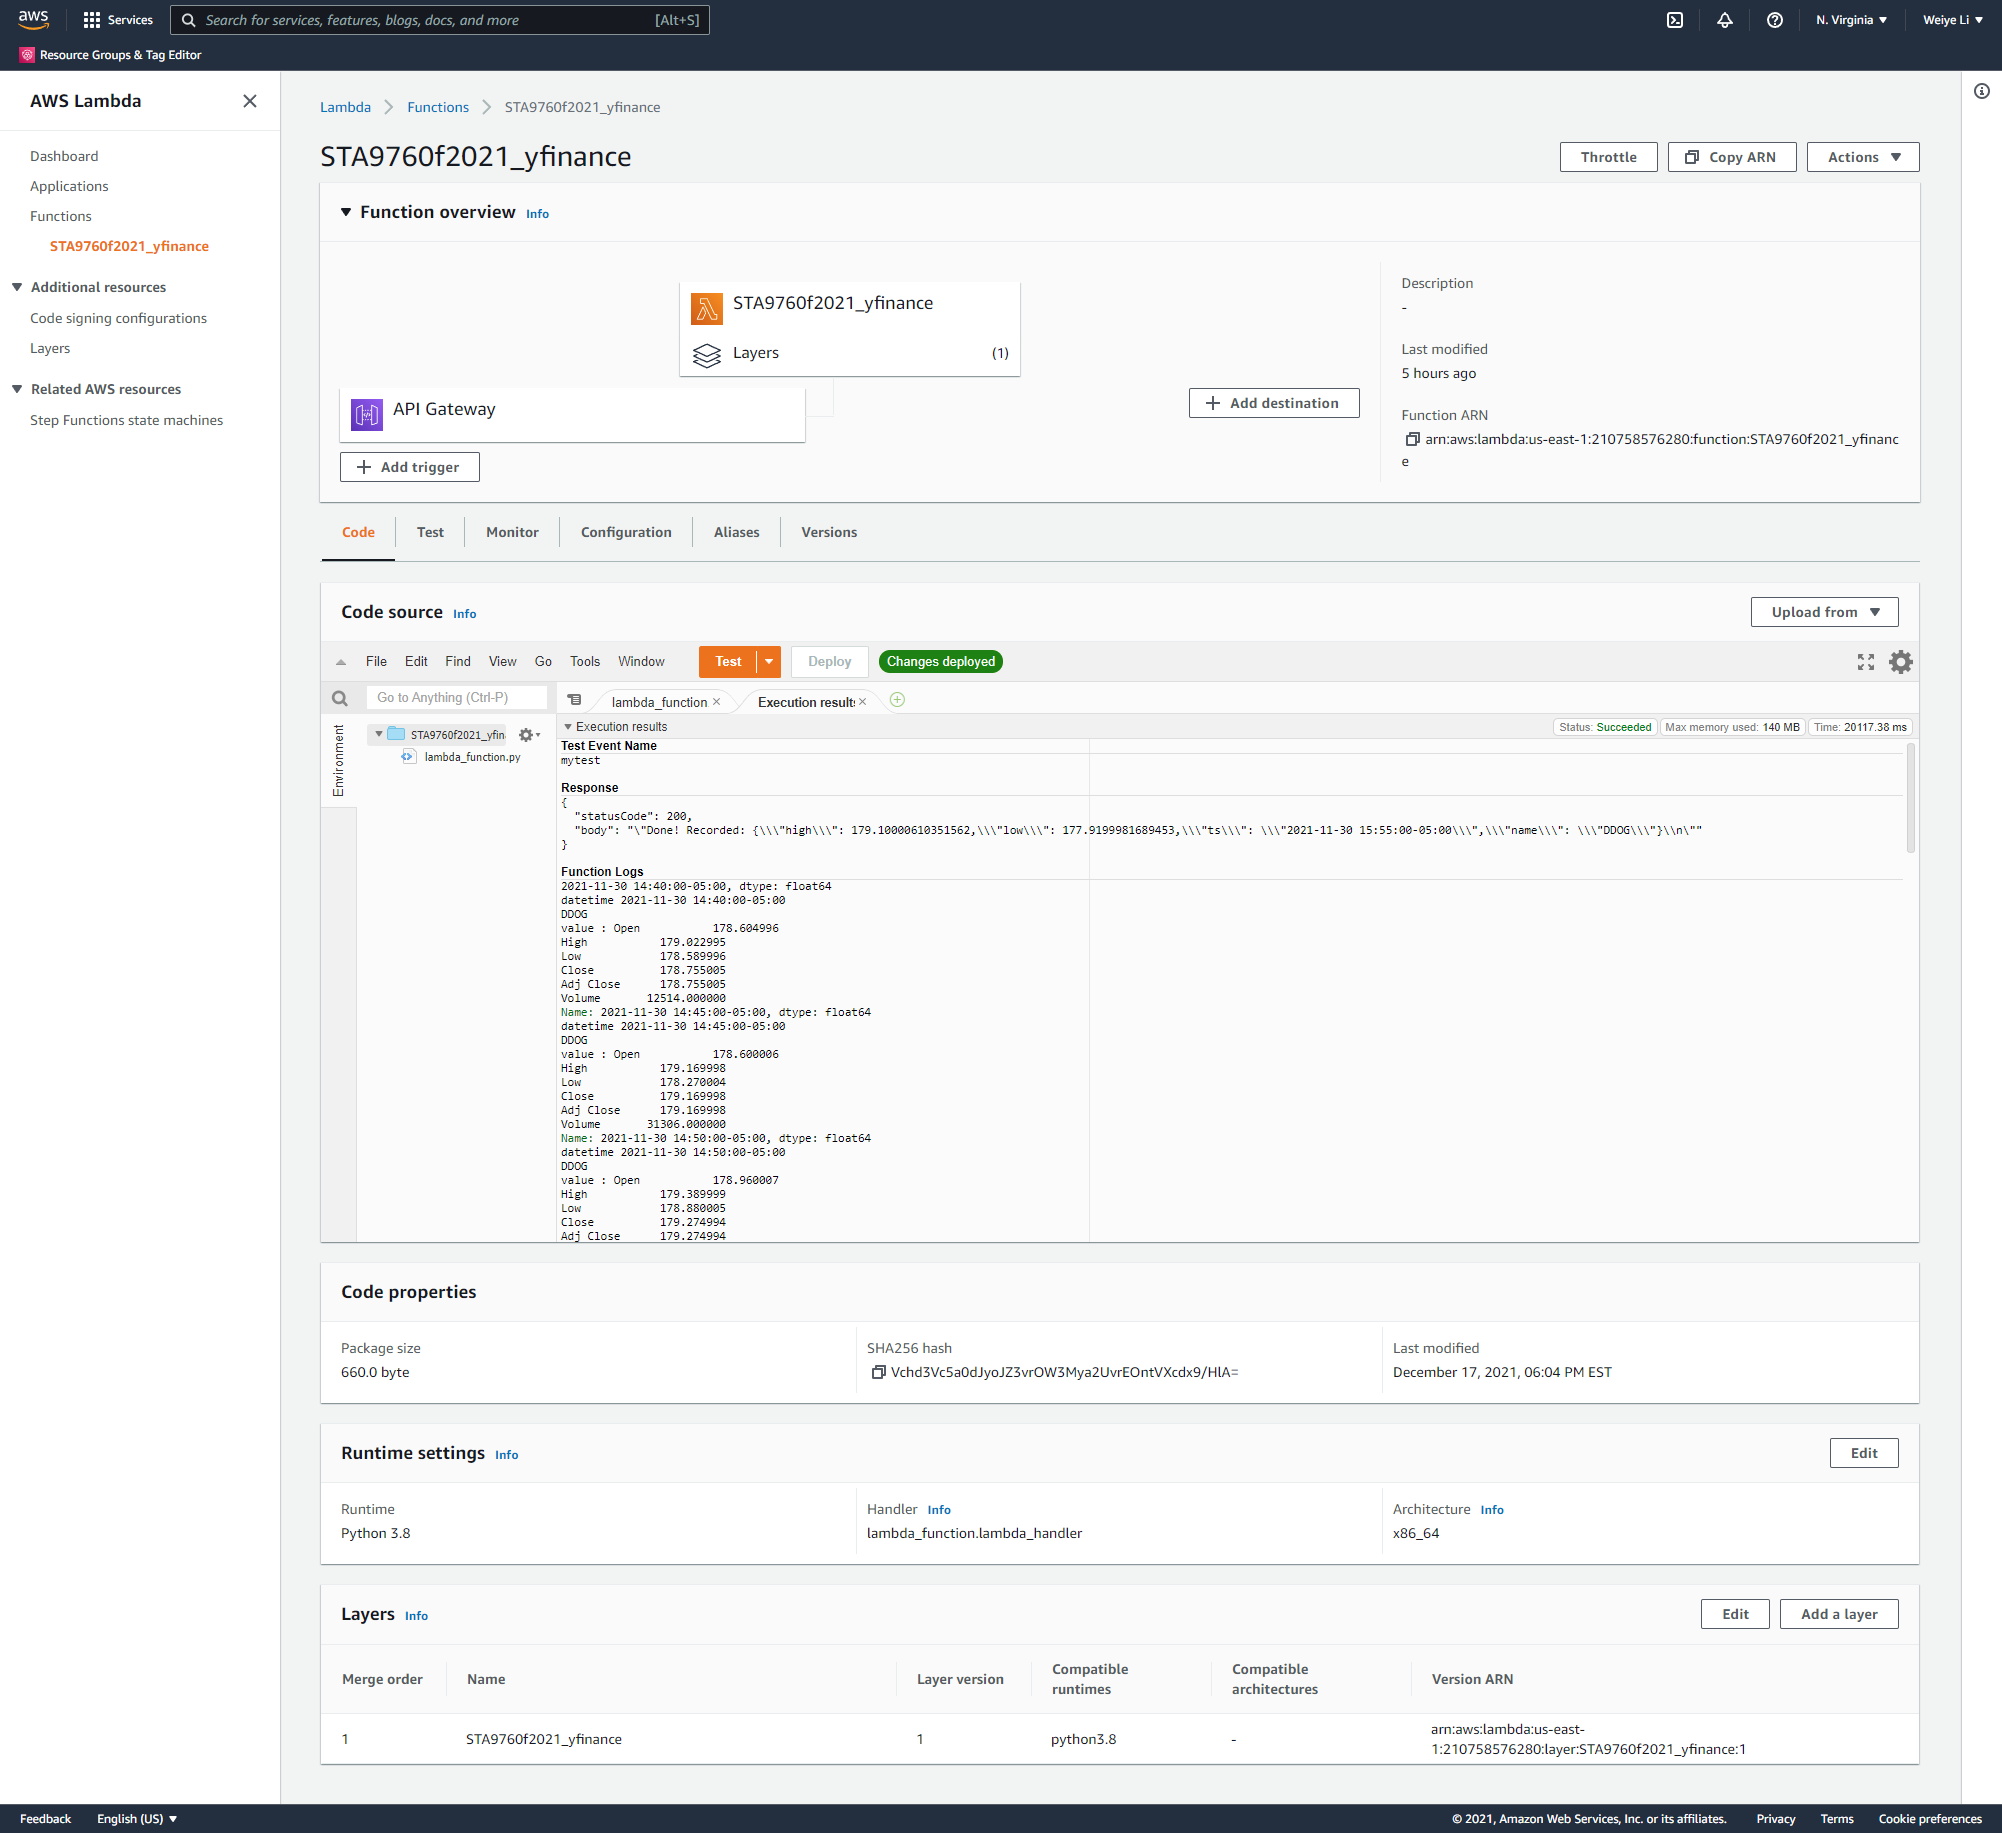 aws
Services
Search for services, features, blogs, docs, and more
[Alt+S]
N. Virginia
Weiye Li
Resource Groups & Tag Editor
AWS Lambda
Dashboard
Applications
Functions
STA9760f2021_yfinance
Additional resources
Code signing configurations
Layers
Related AWS resources
Step Functions state machines
Lambda
Functions
STA9760f2021_yfinance
STA9760f2021_yfinance
Throttle
Copy ARN
Actions
Function overview Info
STA9760f2021_yfinance
Layers (1)
API Gateway
Add trigger
Add destination
Description
-
Last modified
5 hours ago
Function ARN
arn:aws:lambda:us-east-1:210758576280:function:STA9760f2021_yfinanc
e
Code
Test
Monitor
Configuration
Aliases
Versions
Code source Info
Upload from
File Edit Find View Go Tools Window
Test
Deploy
Changes deployed
Go to Anything (Ctrl-P)
lambda_function
Execution results
Environment
STA9760f2021_yfin
lambda_function.py
Execution results
Status: Succeeded
Max memory used: 140 MB
Time: 20117.38 ms
Test Event Name
mytest
Response
{
"statusCode": 200,
"body": "\"Done! Recorded: {\\\"high\\\": 179.10000610351562,\\\"low\\\": 177.9199981689453,\\\"ts\\\": \\\"2021-11-30 15:55:00-05:00\\\",\\\"name\\\": \\\"DDOG\\\"}\\n\""
}
Function Logs
2021-11-30 14:40:00-05:00, dtype: float64
datetime 2021-11-30 14:40:00-05:00
DDOG
value : Open 178.604996
High 179.022995
Low 178.589996
Close 178.755005
Adj Close 178.755005
Volume 12514.000000
Name: 2021-11-30 14:45:00-05:00, dtype: float64
datetime 2021-11-30 14:45:00-05:00
DDOG
value : Open 178.600006
High 179.169998
Low 178.270004
Close 179.169998
Adj Close 179.169998
Volume 31306.000000
Name: 2021-11-30 14:50:00-05:00, dtype: float64
datetime 2021-11-30 14:50:00-05:00
DDOG
value : Open 178.960007
High 179.389999
Low 178.880005
Close 179.274994
Adj Close 179.274994
Code properties
Package size
660.0 byte
SHA256 hash
Vchd3Vc5a0dJyoJZ3vrOW3Mya2UvrEOntVXcdx9/HlA=
Last modified
December 17, 2021, 06:04 PM EST
Runtime settings Info
Edit
Runtime
Python 3.8
Handler Info
lambda_function.lambda_handler
Architecture Info
x86_64
Layers Info
Edit
Add a layer
Merge order
Name
Layer version
Compatible
runtimes
Compatible
architectures
Version ARN
1
STA9760f2021_yfinance
1
python3.8
-
arn:aws:lambda:us-east-
1:210758576280:layer:STA9760f2021_yfinance:1
Feedback
English (US)
© 2021, Amazon Web Services, Inc. or its affiliates.
Privacy
Terms
Cookie preferences